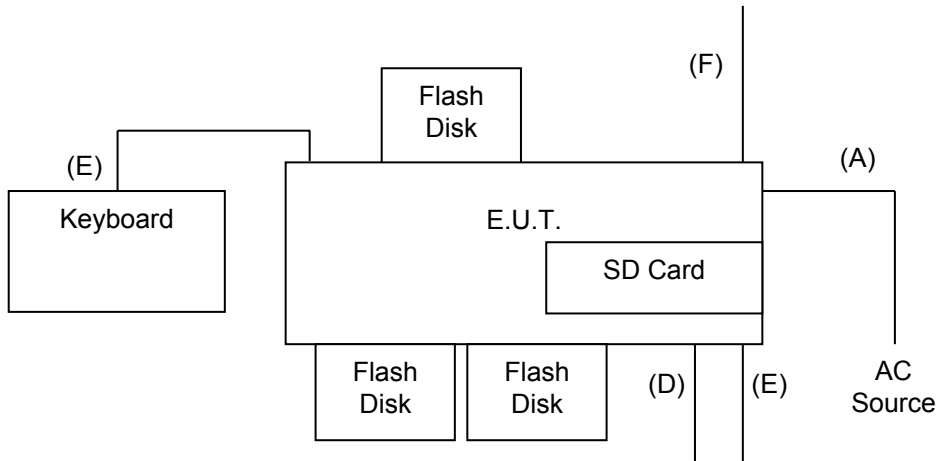 (F)
Flash
Disk
(E)
(A)
Keyboard
E.U.T.
SD Card
Flash
Disk
Flash
Disk
(D)
(E)
AC
Source